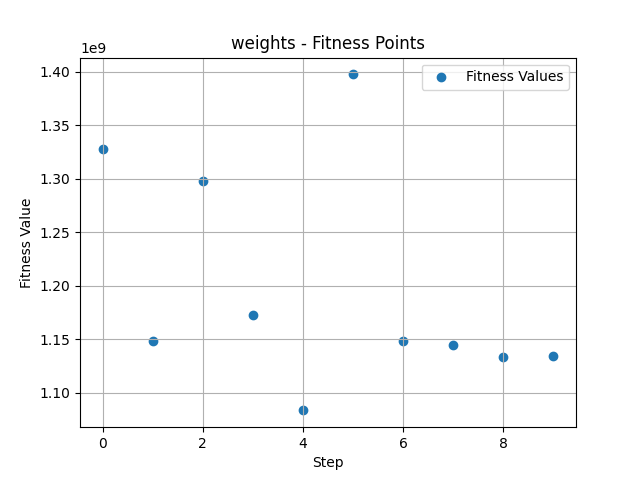 weights - Fitness Points
1e9
Fitness Values
1.40
1.35
1.30
1.25
1.20
1.15
1.10
Fitness Value
0 2 4 6 8
Step